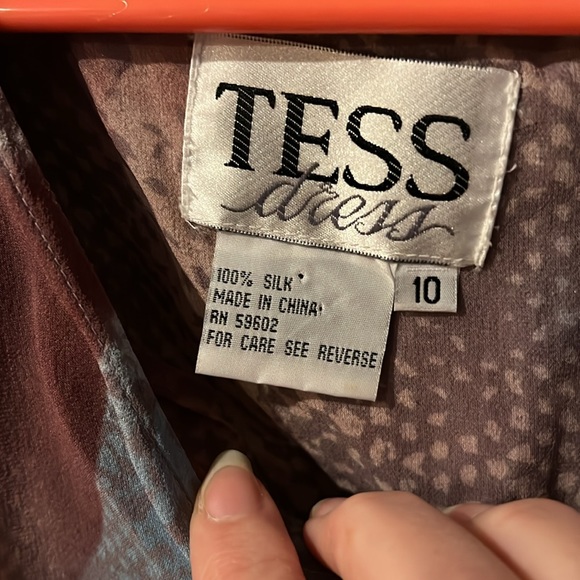 TESS
dress
100% SILK
MADE IN CHINA
RN 59602
FOR CARE SEE REVERSE
10